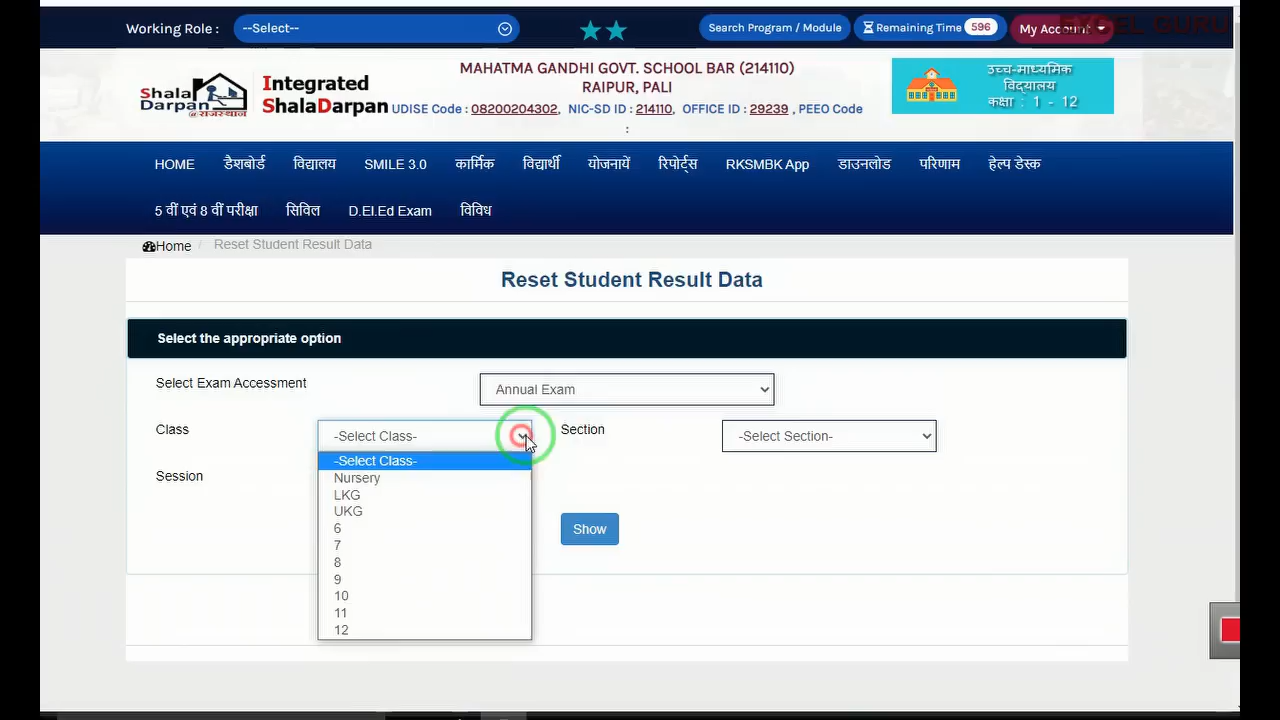 Working Role :
--Select--
Search Program / Module
Remaining Time 596
My Account
EXCEL GURU
Shala
Darpan
@राजस्थान
Integrated
ShalaDarpan
MAHATMA GANDHI GOVT. SCHOOL BAR (214110)
RAIPUR, PALI
UDISE Code : 08200204302, NIC-SD ID : 214110, OFFICE ID : 29239 , PEEO Code
:
उच्च-माध्यमिक
विद्यालय
कक्षा : 1 - 12
HOME डैशबोर्ड विद्यालय SMILE 3.0 कार्मिक विद्यार्थी योजनायें रिपोर्ट्स RKSMBK App डाउनलोड परिणाम हेल्प डेस्क
5 वीं एवं 8 वीं परीक्षा सिविल D.El.Ed Exam विविध
Home / Reset Student Result Data
Reset Student Result Data
Select the appropriate option
Select Exam Accessment
Annual Exam
Class
-Select Class-
Section
-Select Section-
-Select Class-
Nursery
LKG
UKG
6
7
8
9
10
11
12
Session
Show